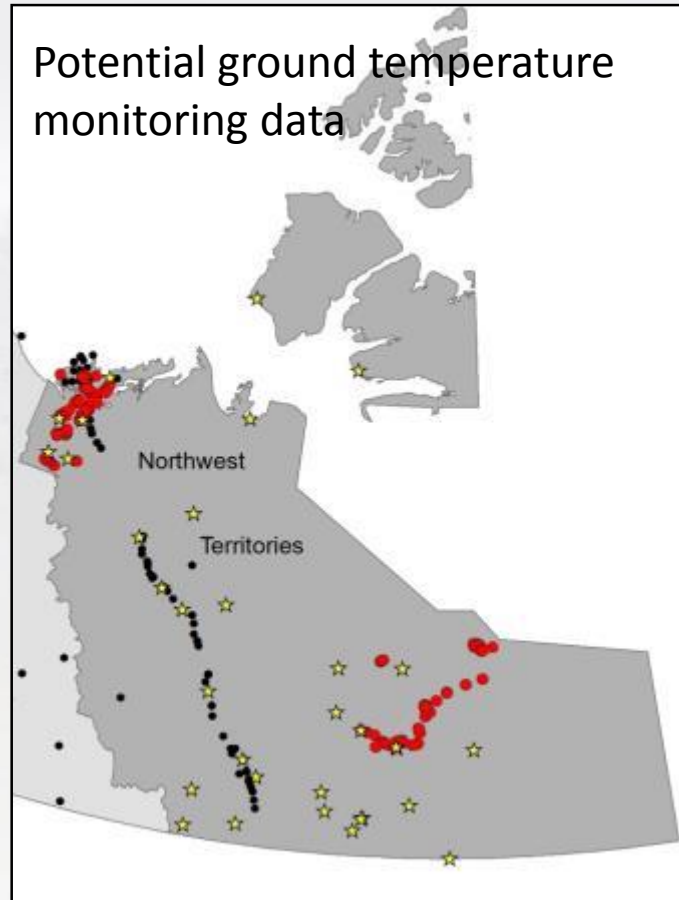 Potential ground temperature
monitoring data
Northwest
Territories